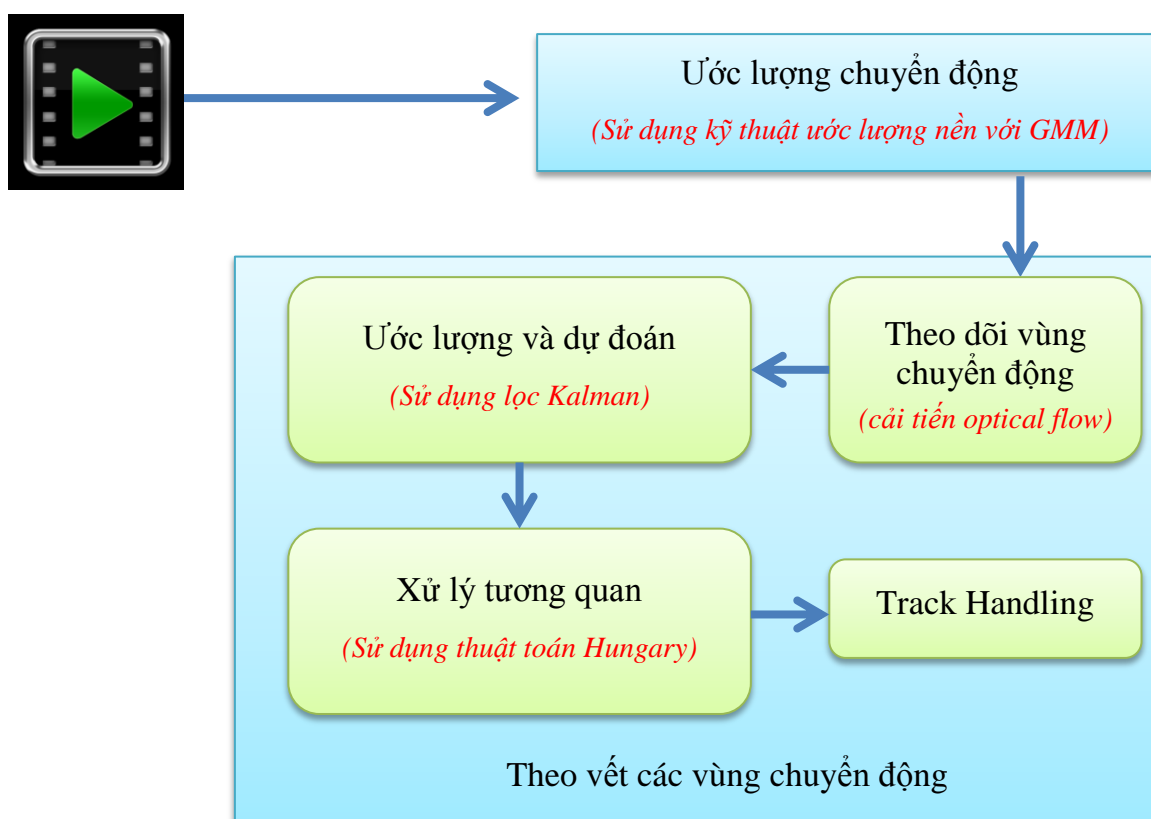 Ước lượng chuyển động
(Sử dụng kỹ thuật ước lượng nền với GMM)
Theo dõi vùng
chuyển động
(cải tiến optical flow)
Ước lượng và dự đoán
(Sử dụng lọc Kalman)
Xử lý tương quan
(Sử dụng thuật toán Hungary)
Track Handling
Theo vết các vùng chuyển động